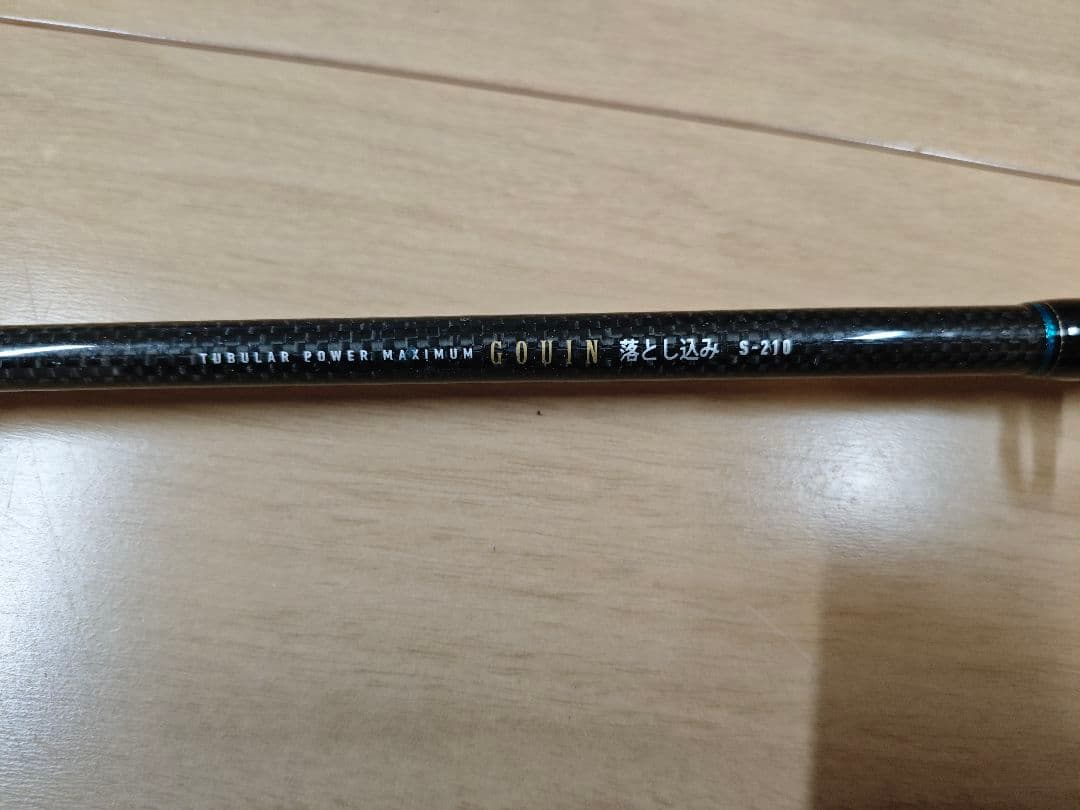 TUBULAR POWER MAXIMUM GOUIN 落とし込み S-210